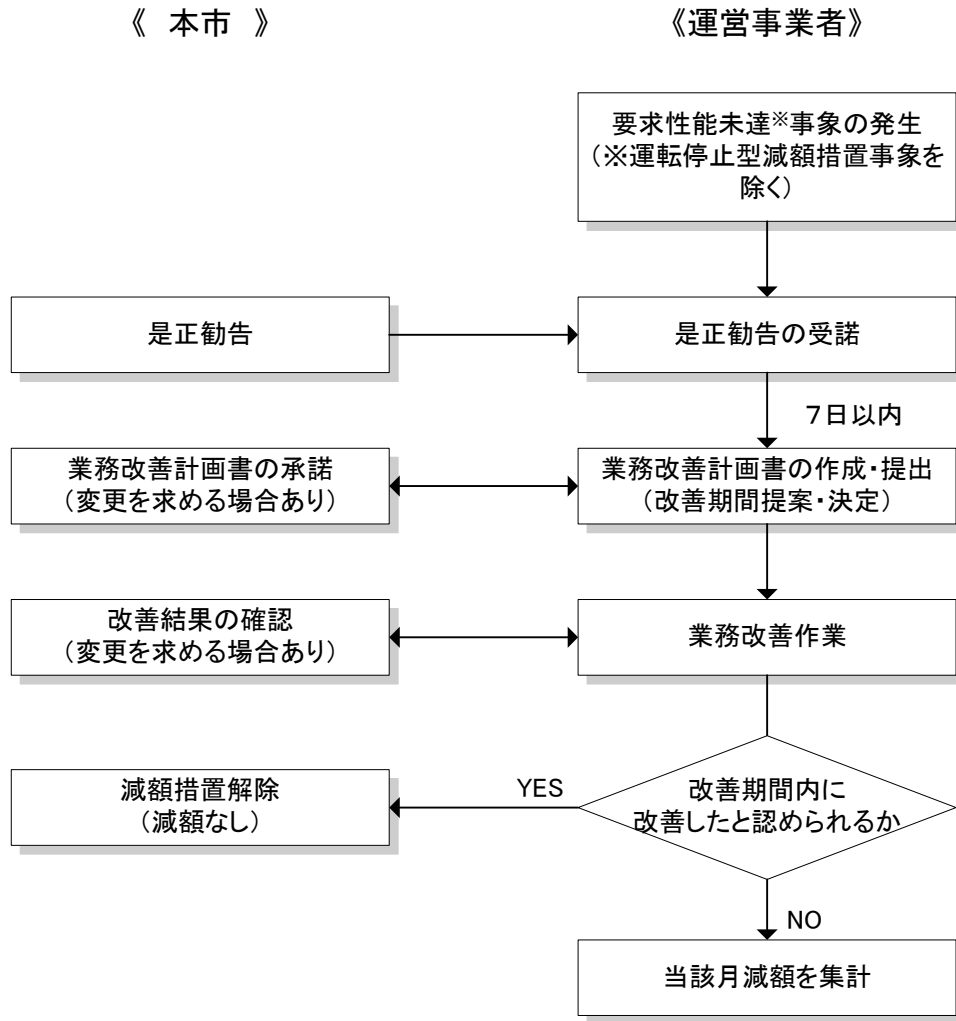 《 本市 》
《運営事業者》
要求性能未達※事象の発生
(※運転停止型減額措置事象を
除く)
是正勧告
是正勧告の受諾
7日以内
業務改善計画書の承諾
(変更を求める場合あり)
業務改善計画書の作成・提出
(改善期間提案・決定)
改善結果の確認
(変更を求める場合あり)
業務改善作業
減額措置解除
(減額なし)
YES
改善期間内に
改善したと認められるか
NO
当該月減額を集計